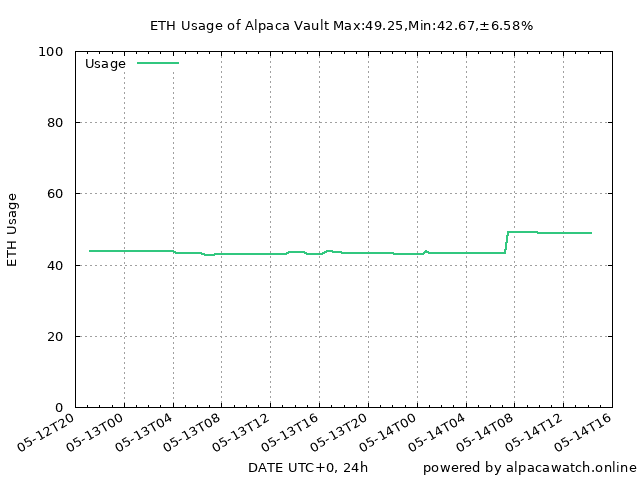 ETH Usage of Alpaca Vault Max:49.25,Min:42.67,±6.58%
Usage
ETH Usage
100
80
60
40
20
0
05-12T20
05-13T00
05-13T04
05-13T08
05-13T12
05-13T16
05-13T20
05-14T00
05-14T04
05-14T08
05-14T12
05-14T16
DATE UTC+0, 24h
powered by alpacawatch.online